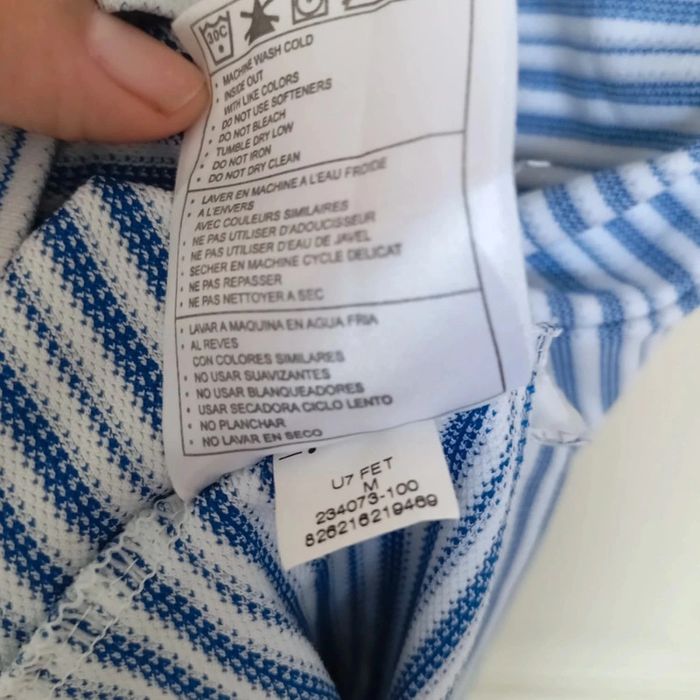 30C
• MACHINE WASH COLD
• INSIDE OUT
WITH LIKE COLORS
• DO NOT USE SOFTENERS
• DO NOT BLEACH
• TUMBLE DRY LOW
• DO NOT IRON
• DO NOT DRY CLEAN
• LAVER EN MACHINE A L'EAU FROIDE
• A L'ENVERS
AVEC COULEURS SIMILAIRES
• NE PAS UTILISER D'ADOUCISSEUR
• NE PAS UTILISER D'EAU DE JAVEL
• SECHER EN MACHINE CYCLE DELICAT
• NE PAS REPASSER
• NE PAS NETTOYER A SEC
• LAVAR A MAQUINA EN AGUA FRIA
• AL REVES
CON COLORES SIMILARES
• NO USAR SUAVIZANTES
• NO USAR BLANQUEADORES
• USAR SECADORA CICLO LENTO
• NO PLANCHAR
• NO LAVAR EN SECO
U7 FET
M
234073-100
826216219469